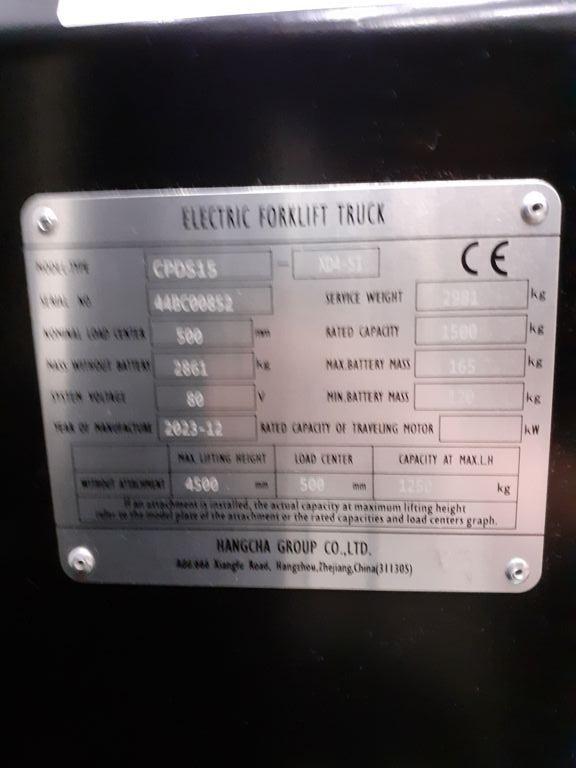 ELECTRIC FORKLIFT TRUCK
MODEL/TYPE CPDS15 - XD4-SI CE
SERIAL NO. 44BC00852 SERVICE WEIGHT 2981 kg
NOMINAL LOAD CENTER 500 mm RATED CAPACITY 1500 kg
MASS WITHOUT BATTERY 2861 kg MAX.BATTERY MASS 165 kg
SYSTEM VOLTAGE 80 V MIN.BATTERY MASS 120 kg
YEAR OF MANUFACTURE 2023-12 RATED CAPACITY OF TRAVELING MOTOR kW
MAX. LIFTING HEIGHT LOAD CENTER CAPACITY AT MAX.L.H
WITHOUT ATTACHMENT 4500 mm 500 mm 1250 kg
If an attachment is installed, the actual capacity at maximum lifting height
refer to the model plate of the attachment or the rated capacities and load centers graph.
HANGCHA GROUP CO.,LTD.
Xiangfu Road, Hangzhou,Zhejiang,China(311305)